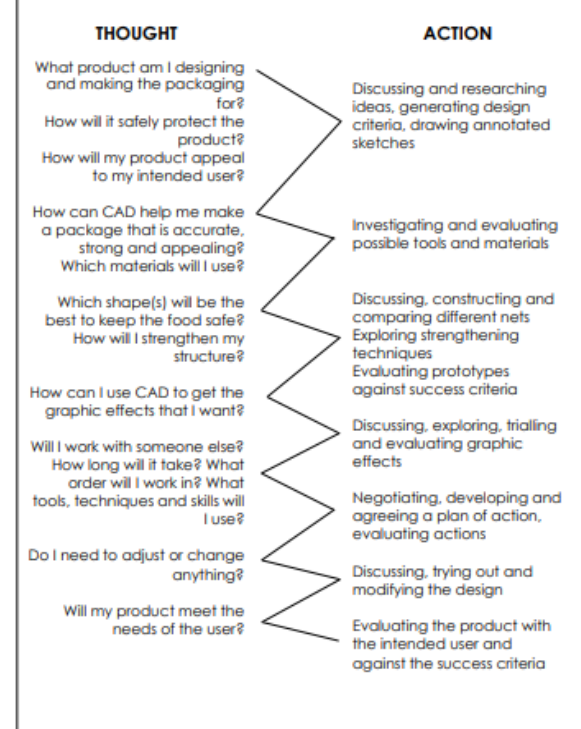 THOUGHT
What product am I designing
and making the packaging
for?
How will it safely protect the
product?
How will my product appeal
to my intended user?
How can CAD help me make
a package that is accurate,
strong and appealing?
Which materials will I use?
Which shape(s) will be the
best to keep the food safe?
How will I strengthen my
structure?
How can I use CAD to get the
graphic effects that I want?
Will I work with someone else?
How long will it take? What
order will I work in? What
tools, techniques and skills will
I use?
Do I need to adjust or change
anything?
Will my product meet the
needs of the user?
ACTION
Discussing and researching
ideas, generating design
criteria, drawing annotated
sketches
Investigating and evaluating
possible tools and materials
Discussing, constructing and
comparing different nets
Exploring strengthening
techniques
Evaluating prototypes
against success criteria
Discussing, exploring, trialling
and evaluating graphic
effects
Negotiating, developing and
agreeing a plan of action,
evaluating actions
Discussing, trying out and
modifying the design
Evaluating the product with
the intended user and
against the success criteria